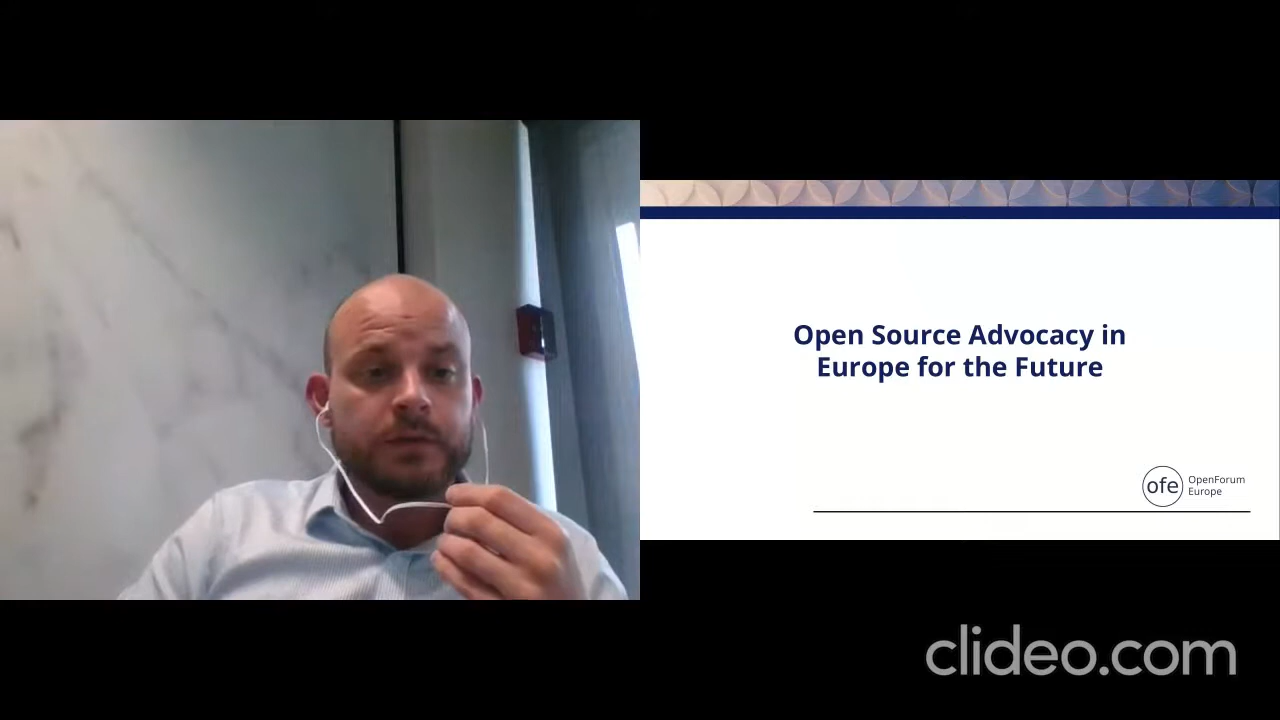 Open Source Advocacy in
Europe for the Future
ofe
OpenForum
Europe
clideo.com